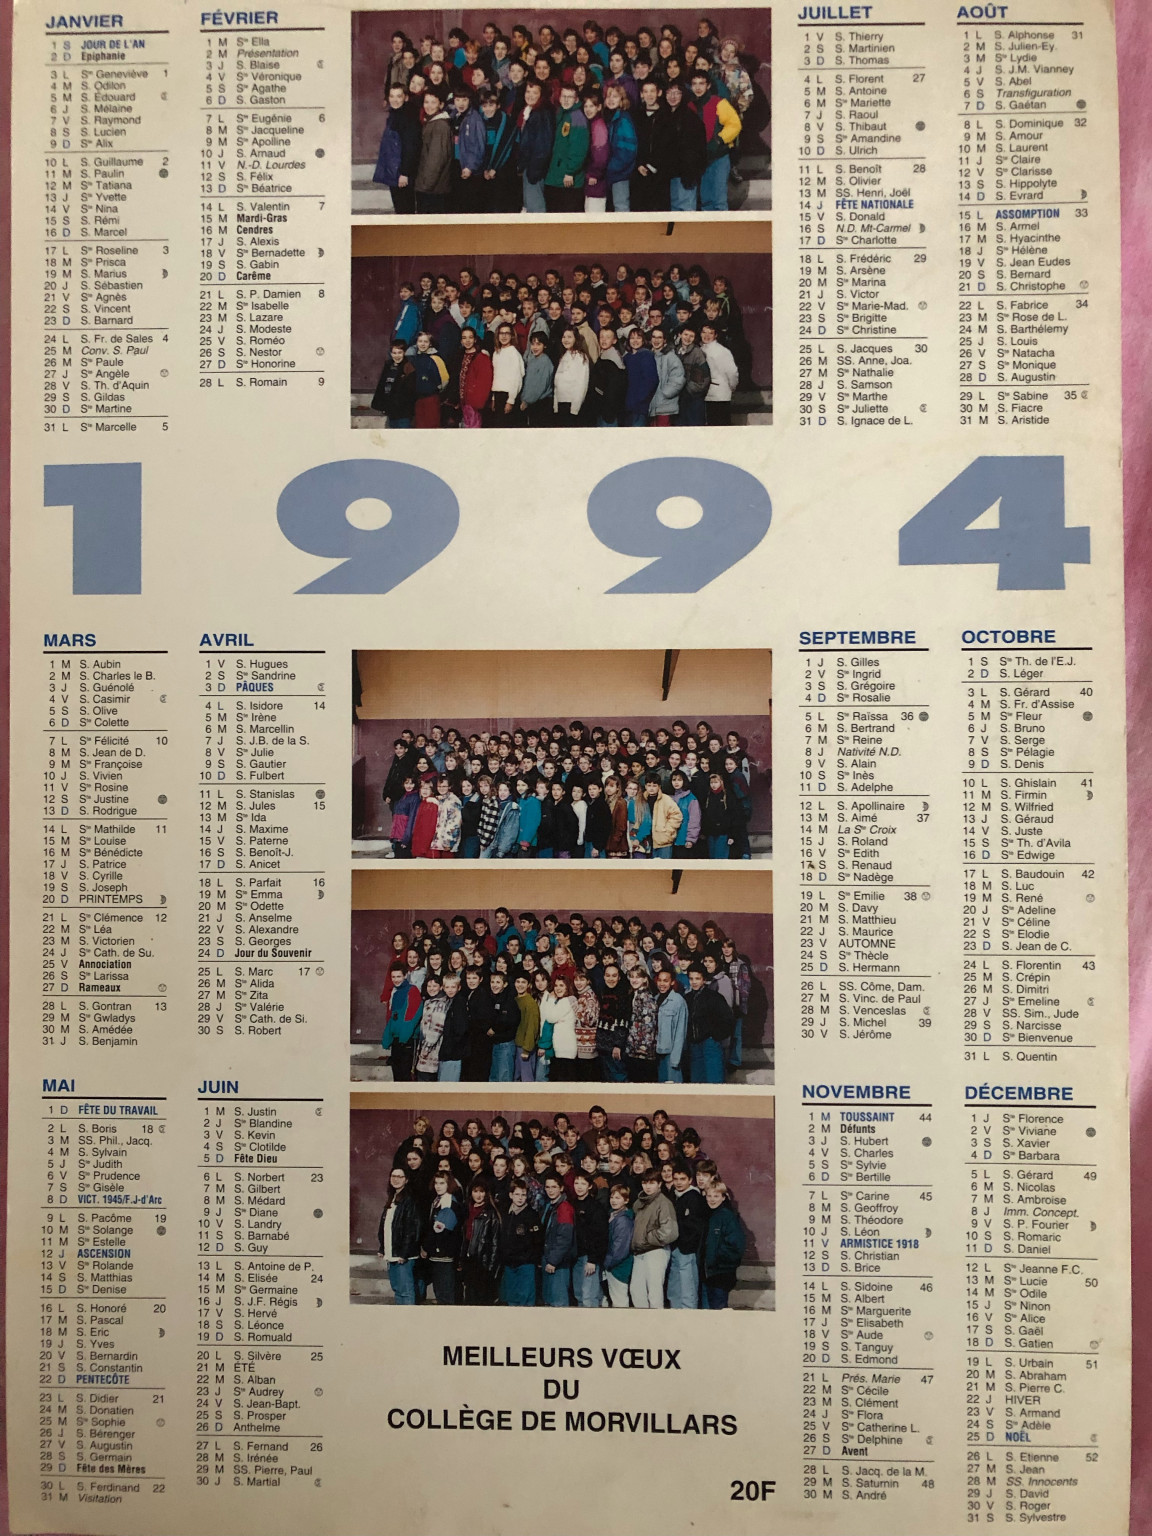 JANVIER
1 S JOUR DE L'AN
2 D Epiphanie
3 L Ste Geneviève 1
4 M S. Odilon
5 M S. Edouard
6 J S. Mélaine
7 V S. Raymond
8 S S. Lucien
9 D Ste Alix
10 L S. Guillaume 2
11 M S. Paulin
12 M Ste Tatiana
13 J Ste Yvette
14 V Ste Nina
15 S S. Rémi
16 D S. Marcel
17 L Ste Roseline 3
18 M Ste Prisca
19 M S. Marius
20 J S. Sébastien
21 V Ste Agnès
22 S S. Vincent
23 D S. Barnard
24 L S. Fr. de Sales 4
25 M Conv. S. Paul
26 M Ste Paule
27 J Ste Angèle
28 V S. Th. d'Aquin
29 S S. Gildas
30 D Ste Martine
31 L Ste Marcelle 5
FÉVRIER
1 M Ste Ella
2 M Présentation
3 J S. Blaise
4 V Ste Véronique
5 S Ste Agathe
6 D S. Gaston
7 L Ste Eugénie 6
8 M Ste Jacqueline
9 M Ste Apolline
10 J S. Arnaud
11 V N.-D. Lourdes
12 S S. Félix
13 D Ste Béatrice
14 L S. Valentin 7
15 M Mardi-Gras
16 M Cendres
17 J S. Alexis
18 V Ste Bernadette
19 S S. Gabin
20 D Carême
21 L S. P. Damien 8
22 M Ste Isabelle
23 M S. Lazare
24 J S. Modeste
25 V S. Roméo
26 S S. Nestor
27 D Ste Honorine
28 L S. Romain 9
JUILLET
1 V S. Thierry
2 S S. Martinien
3 D S. Thomas
4 L S. Florent 27
5 M S. Antoine
6 M Ste Mariette
7 J S. Raoul
8 V S. Thibaut
9 S Ste Amandine
10 D S. Ulrich
11 L S. Benoît 28
12 M S. Olivier
13 M SS. Henri, Joël
14 J FÊTE NATIONALE
15 V S. Donald
16 S N.D. Mt-Carmel
17 D Ste Charlotte
18 L S. Frédéric 29
19 M S. Arsène
20 M Ste Marina
21 J S. Victor
22 V Ste Marie-Mad.
23 S Ste Brigitte
24 D Ste Christine
25 L S. Jacques 30
26 M SS. Anne, Joa.
27 M Ste Nathalie
28 J S. Samson
29 V Ste Marthe
30 S Ste Juliette
31 D S. Ignace de L.
AOÛT
1 L S. Alphonse 31
2 M S. Julien-Ey.
3 M Ste Lydie
4 J S. J.M. Vianney
5 V S. Abel
6 S Transfiguration
7 D S. Gaétan
8 L S. Dominique 32
9 M S. Amour
10 M S. Laurent
11 J Ste Claire
12 V Ste Clarisse
13 S S. Hippolyte
14 D S. Evrard
15 L ASSOMPTION 33
16 M S. Armel
17 M S. Hyacinthe
18 J Ste Hélène
19 V S. Jean Eudes
20 S S. Bernard
21 D S. Christophe
22 L S. Fabrice 34
23 M Ste Rose de L.
24 M S. Barthélemy
25 J S. Louis
26 V Ste Natacha
27 S Ste Monique
28 D S. Augustin
29 L Ste Sabine 35
30 M S. Fiacre
31 M S. Aristide
1994
MARS
1 M S. Aubin
2 M S. Charles le B.
3 J S. Guénolé
4 V S. Casimir
5 S S. Olive
6 D Ste Colette
7 L Ste Félicité 10
8 M S. Jean de D.
9 M Ste Françoise
10 J S. Vivien
11 V Ste Rosine
12 S Ste Justine
13 D S. Rodrigue
14 L Ste Mathilde 11
15 M Ste Louise
16 M Ste Bénédicte
17 J S. Patrice
18 V S. Cyrille
19 S S. Joseph
20 D PRINTEMPS
21 L Ste Clémence 12
22 M Ste Léa
23 M S. Victorien
24 J Ste Cath. de Su.
25 V Annociation
26 S Ste Larissa
27 D Rameaux
28 L S. Gontran 13
29 M Ste Gwladys
30 M S. Amédée
31 J S. Benjamin
AVRIL
1 V S. Hugues
2 S Ste Sandrine
3 D PÂQUES
4 L S. Isidore 14
5 M Ste Irène
6 M S. Marcellin
7 J S. J.B. de la S.
8 V Ste Julie
9 S S. Gautier
10 D S. Fulbert
11 L S. Stanislas
12 M S. Jules 15
13 M Ste Ida
14 J S. Maxime
15 V S. Paterne
16 S S. Benoît-J.
17 D S. Anicet
18 L S. Parfait 16
19 M Ste Emma
20 M Ste Odette
21 J S. Anselme
22 V S. Alexandre
23 S S. Georges
24 D Jour du Souvenir
25 L S. Marc 17
26 M Ste Alida
27 M Ste Zita
28 J Ste Valérie
29 V Ste Cath. de Si.
30 S S. Robert
SEPTEMBRE
1 J S. Gilles
2 V Ste Ingrid
3 S S. Grégoire
4 D Ste Rosalie
5 L Ste Raïssa 36
6 M S. Bertrand
7 M Ste Reine
8 J Nativité N.D.
9 V S. Alain
10 S Ste Inès
11 D S. Adelphe
12 L S. Apollinaire
13 M S. Aimé 37
14 M La Ste Croix
15 J S. Roland
16 V Ste Edith
17 S S. Renaud
18 D Ste Nadège
19 L Ste Emilie 38
20 M S. Davy
21 M S. Matthieu
22 J S. Maurice
23 V AUTOMNE
24 S Ste Thècle
25 D S. Hermann
26 L SS. Côme, Dam.
27 M S. Vinc. de Paul
28 M S. Venceslas
29 J S. Michel 39
30 V S. Jérôme
OCTOBRE
1 S Ste Th. de l'E.J.
2 D S. Léger
3 L S. Gérard 40
4 M S. Fr. d'Assise
5 M Ste Fleur
6 J S. Bruno
7 V S. Serge
8 S Ste Pélagie
9 D S. Denis
10 L S. Ghislain 41
11 M S. Firmin
12 M S. Wilfried
13 J S. Géraud
14 V S. Juste
15 S Ste Th. d'Avila
16 D Ste Edwige
17 L S. Baudouin 42
18 M S. Luc
19 M S. René
20 J Ste Adeline
21 V Ste Céline
22 S Ste Elodie
23 D S. Jean de C.
24 L S. Florentin 43
25 M S. Crépin
26 M S. Dimitri
27 J Ste Emeline
28 V SS. Sim., Jude
29 S S. Narcisse
30 D Ste Bienvenue
31 L S. Quentin
MAI
1 D FÊTE DU TRAVAIL
2 L S. Boris 18
3 M SS. Phil., Jacq.
4 M S. Sylvain
5 J Ste Judith
6 V Ste Prudence
7 S Ste Gisèle
8 D VICT. 1945/F.J-d'Arc
9 L S. Pacôme 19
10 M Ste Solange
11 M Ste Estelle
12 J ASCENSION
13 V Ste Rolande
14 S S. Matthias
15 D Ste Denise
16 L S. Honoré 20
17 M S. Pascal
18 M S. Eric
19 J S. Yves
20 V S. Bernardin
21 S S. Constantin
22 D PENTECÔTE
23 L S. Didier 21
24 M S. Donatien
25 M Ste Sophie
26 J S. Bérenger
27 V S. Augustin
28 S S. Germain
29 D Fête des Mères
30 L S. Ferdinand 22
31 M Visitation
JUIN
1 M S. Justin
2 J Ste Blandine
3 V S. Kevin
4 S Ste Clotilde
5 D Fête Dieu
6 L S. Norbert 23
7 M S. Gilbert
8 M S. Médard
9 J Ste Diane
10 V S. Landry
11 S S. Barnabé
12 D S. Guy
13 L S. Antoine de P.
14 M S. Elisée 24
15 M Ste Germaine
16 J S. J.F. Régis
17 V S. Hervé
18 S S. Léonce
19 D S. Romuald
20 L S. Silvère 25
21 M ÉTÉ
22 M S. Alban
23 J Ste Audrey
24 V S. Jean-Bapt.
25 S S. Prosper
26 D Anthelme
27 L S. Fernand 26
28 M S. Irénée
29 M SS. Pierre, Paul
30 J S. Martial
NOVEMBRE
1 M TOUSSAINT 44
2 M Défunts
3 J S. Hubert
4 V S. Charles
5 S Ste Sylvie
6 D Ste Bertille
7 L Ste Carine 45
8 M S. Geoffroy
9 M S. Théodore
10 J S. Léon
11 V ARMISTICE 1918
12 S S. Christian
13 D S. Brice
14 L S. Sidoine 46
15 M S. Albert
16 M Ste Marguerite
17 J Ste Elisabeth
18 V Ste Aude
19 S S. Tanguy
20 D S. Edmond
21 L Prés. Marie 47
22 M Ste Cécile
23 M S. Clément
24 J Ste Flora
25 V Ste Catherine L.
26 S Ste Delphine
27 D Avent
28 L S. Jacq. de la M.
29 M S. Saturnin 48
30 M S. André
DÉCEMBRE
1 J Ste Florence
2 V Ste Viviane
3 S S. Xavier
4 D Ste Barbara
5 L S. Gérard 49
6 M S. Nicolas
7 M S. Ambroise
8 J Imm. Concept.
9 V S. P. Fourier
10 S S. Romaric
11 D S. Daniel
12 L Ste Jeanne F.C.
13 M Ste Lucie 50
14 M Ste Odile
15 J Ste Ninon
16 V Ste Alice
17 S S. Gaël
18 D S. Gatien
19 L S. Urbain 51
20 M S. Abraham
21 M S. Pierre C.
22 J HIVER
23 V S. Armand
24 S Ste Adèle
25 D NOËL
26 L S. Etienne 52
27 M S. Jean
28 M SS. Innocents
29 J S. David
30 V S. Roger
31 S S. Sylvestre
MEILLEURS VŒUX
DU
COLLÈGE DE MORVILLARS
20F